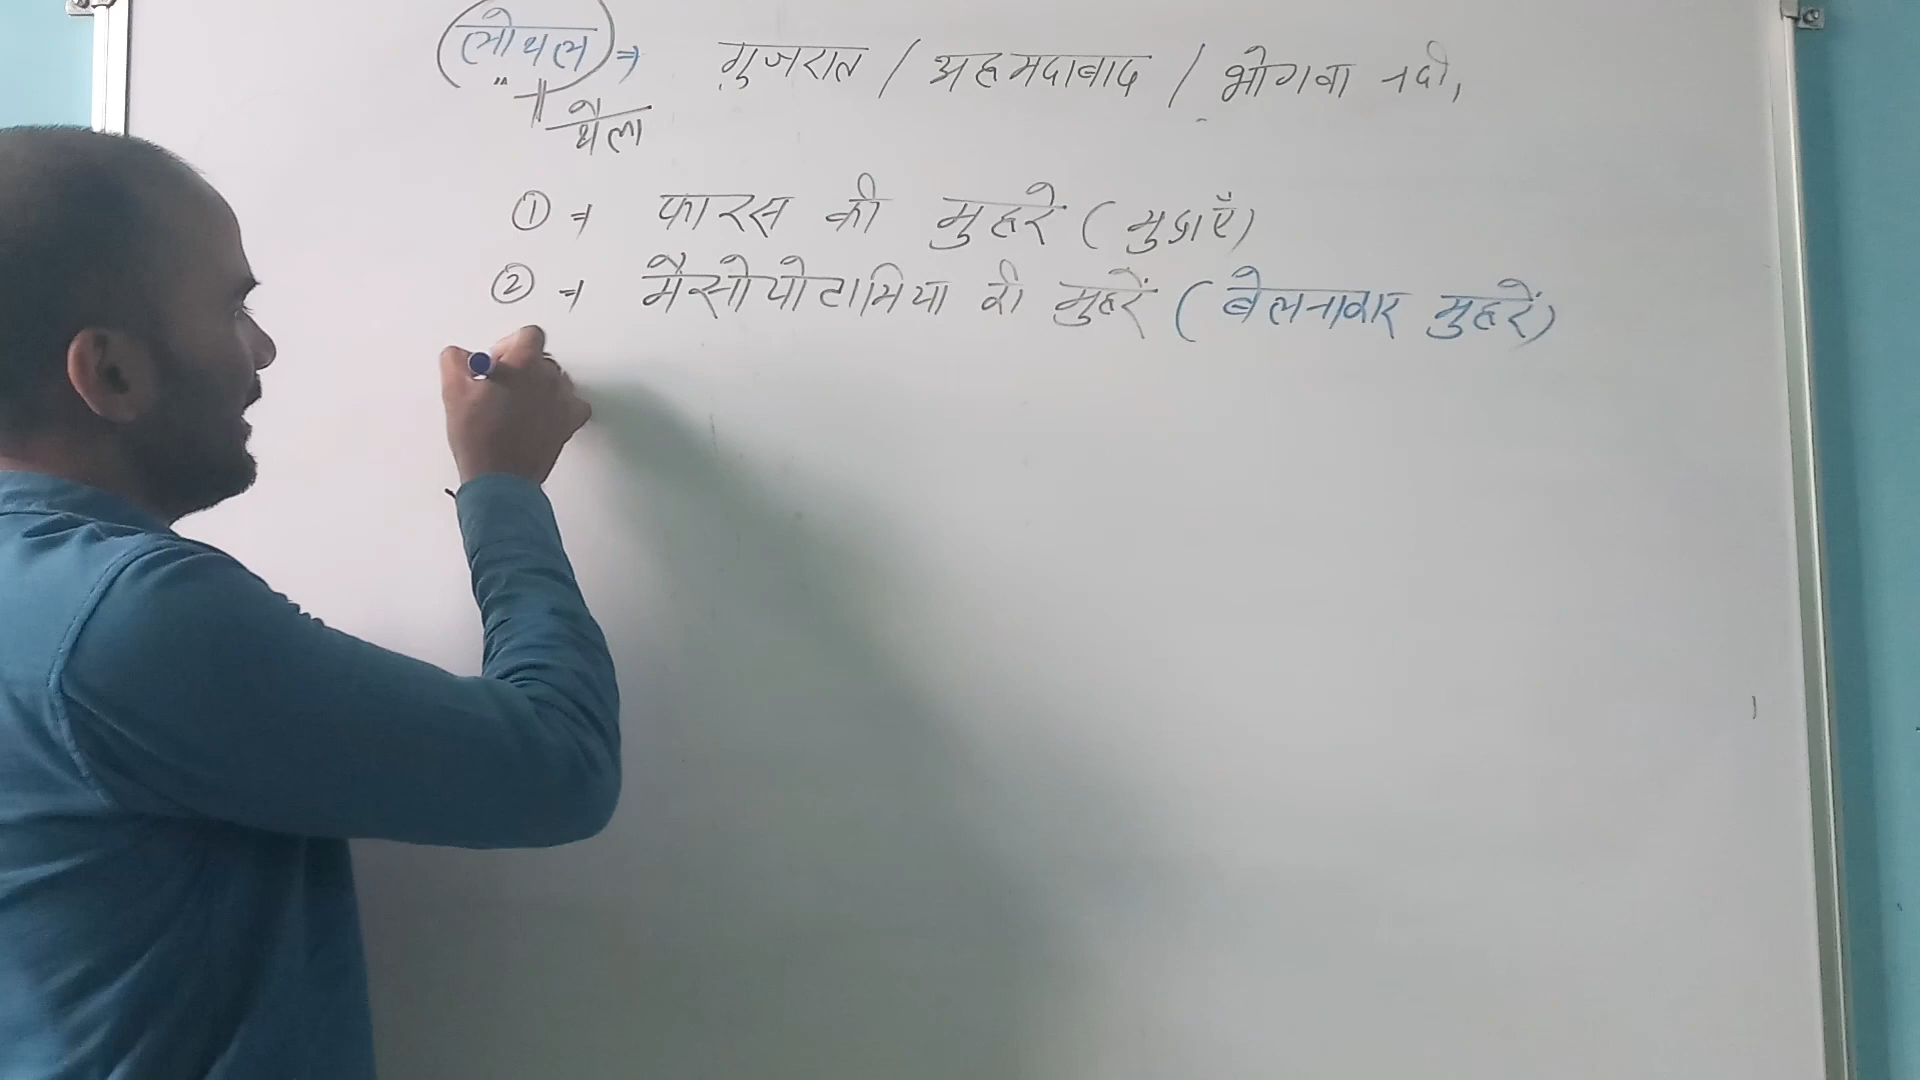 लोथल ⇒ गुजरात / अहमदाबाद / भोगवा नदी,
थैला
① ⇒ फारस की मुहरे (मुद्राएँ)
② ⇒ मैसोपोटामिया की मुहरें (बेलनाकार मुहरें)